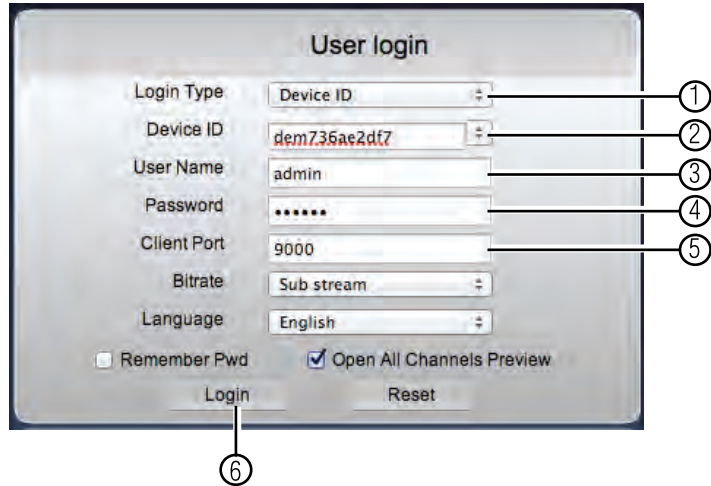 User login
Login Type Device ID ①
Device ID dem736ae2df7 ②
User Name admin ③
Password •••••• ④
Client Port 9000 ⑤
Bitrate Sub stream
Language English
Remember Pwd Open All Channels Preview
Login Reset
⑥